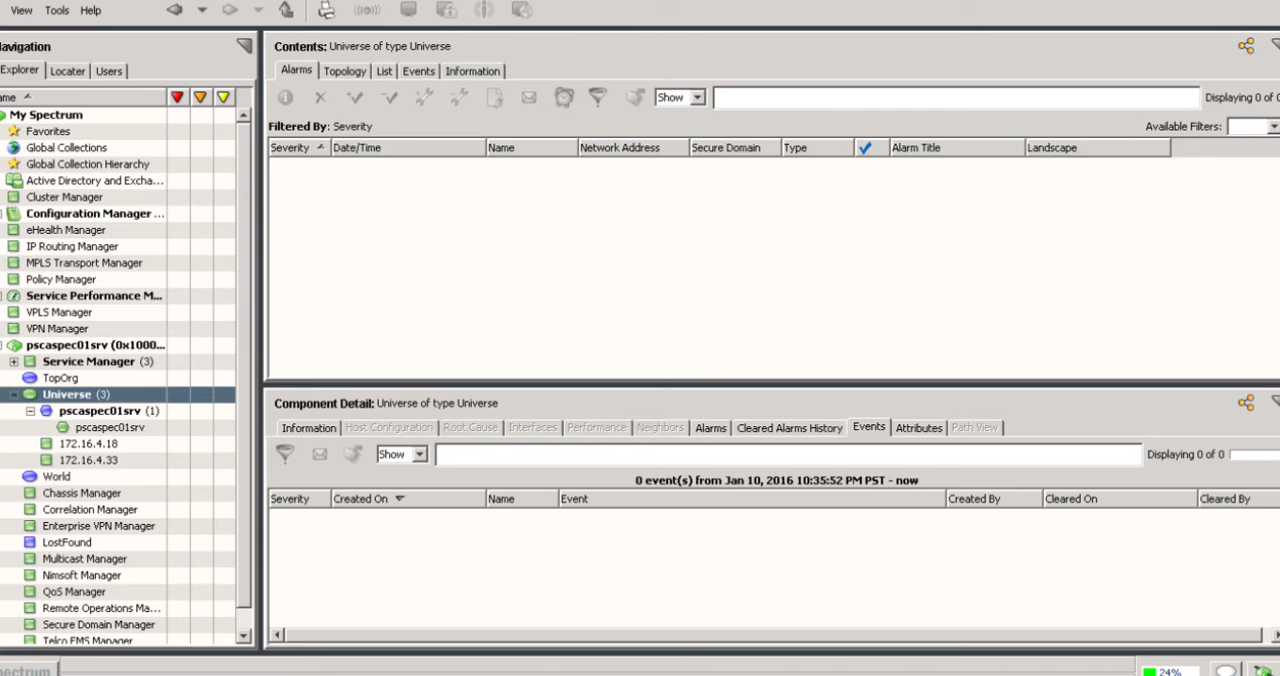 View Tools Help
Navigation
Explorer Locater Users
ame
My Spectrum
Favorites
Global Collections
Global Collection Hierarchy
Active Directory and Excha...
Cluster Manager
Configuration Manager ...
eHealth Manager
IP Routing Manager
MPLS Transport Manager
Policy Manager
Service Performance M...
VPLS Manager
VPN Manager
pscaspec01srv (0x1000...
Service Manager (3)
TopOrg
Universe (3)
pscaspec01srv (1)
pscaspec01srv
172.16.4.18
172.16.4.33
World
Chassis Manager
Correlation Manager
Enterprise VPN Manager
LostFound
Multicast Manager
Nimsoft Manager
QoS Manager
Remote Operations Ma...
Secure Domain Manager
Telco EMS Manager
Contents: Universe of type Universe
Alarms Topology List Events Information
Show Displaying 0 of 0
Filtered By: Severity Available Filters:
Severity Date/Time Name Network Address Secure Domain Type Alarm Title Landscape
Component Detail: Universe of type Universe
Information Host Configuration Root Cause Interfaces Performance Neighbors Alarms Cleared Alarms History Events Attributes Path View
Show Displaying 0 of 0
0 event(s) from Jan 10, 2016 10:35:52 PM PST - now
Severity Created On Name Event Created By Cleared On Cleared By
pectrum 24%